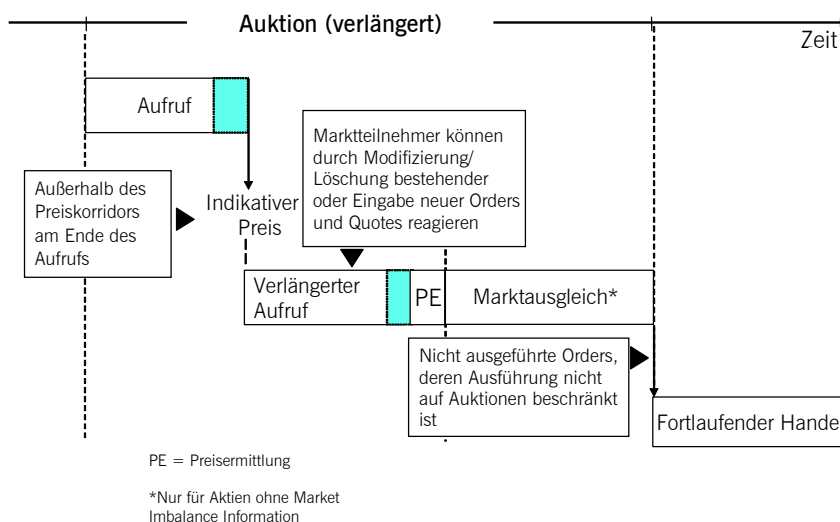 Auktion (verlängert)
Zeit
Aufruf
Marktteilnehmer können
durch Modifizierung/
Löschung bestehender
oder Eingabe neuer Orders
und Quotes reagieren
Außerhalb des
Preiskorridors
am Ende des
Aufrufs
Indikativer
Preis
Verlängerter
Aufruf
PE
Marktausgleich*
Nicht ausgeführte Orders,
deren Ausführung nicht
auf Auktionen beschränkt
ist
Fortlaufender Hande
PE = Preisermittlung
*Nur für Aktien ohne Market
Imbalance Information